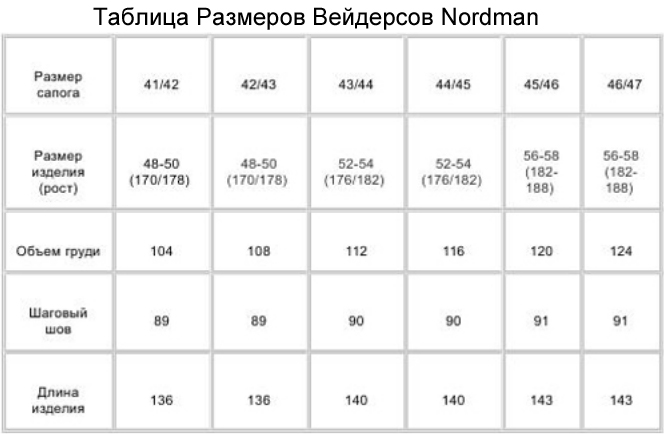 Таблица Размеров Вейдерсов Nordman
Размер сапога 41/42 42/43 43/44 44/45 45/46 46/47
Размер изделия (рост) 48-50 (170/178) 48-50 (170/178) 52-54 (176/182) 52-54 (176/182) 56-58 (182-188) 56-58 (182-188)
Объем груди 104 108 112 116 120 124
Шаговый шов 89 89 90 90 91 91
Длина изделия 136 136 140 140 143 143